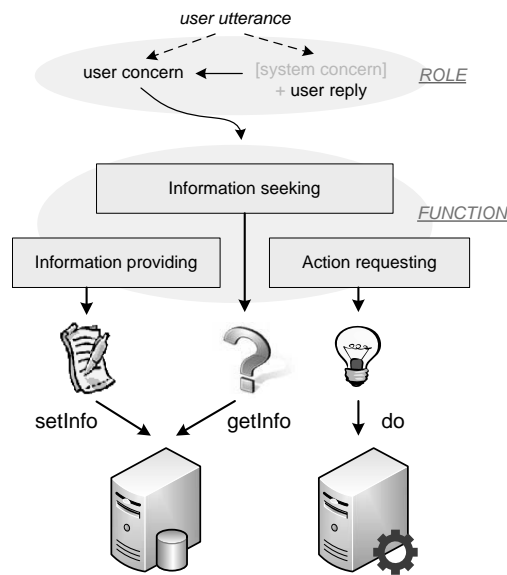 user utterance
user concern
[system concern]
+ user reply
ROLE
Information seeking
FUNCTION
Information providing
Action requesting
setInfo
getInfo
do